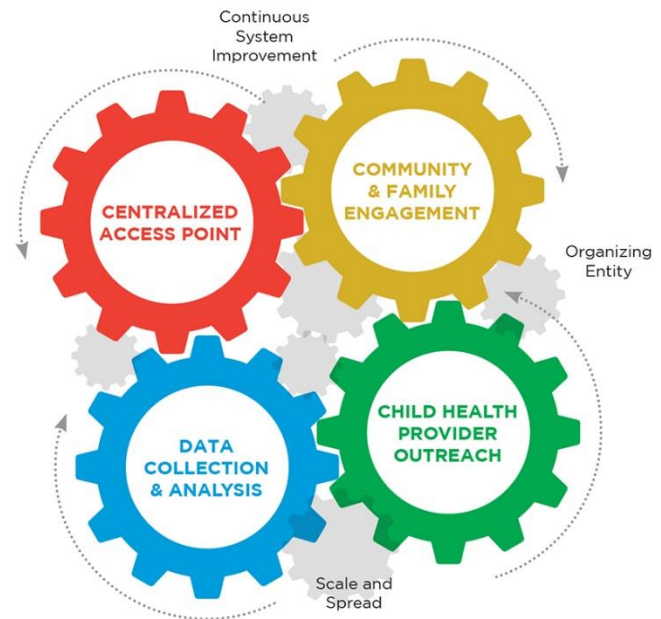 Continuous
System
Improvement
COMMUNITY
& FAMILY
ENGAGEMENT
CENTRALIZED
ACCESS POINT
Organizing
Entity
CHILD HEALTH
PROVIDER
OUTREACH
DATA
COLLECTION
& ANALYSIS
Scale and
Spread